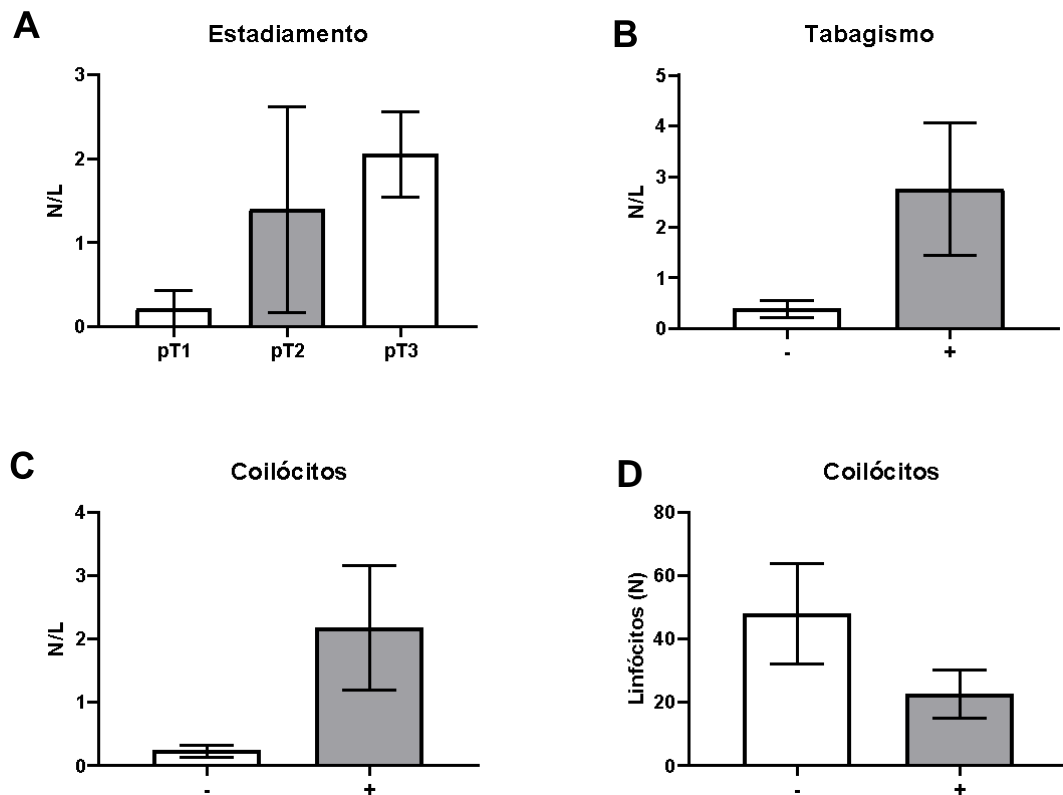 A
Estadiamento
N/L
3
2
1
0
pT1 pT2 pT3
B
Tabagismo
N/L
5
4
3
2
1
0
- +
C
Coilócitos
N/L
4
3
2
1
0
- +
D
Coilócitos
Linfócitos (N)
80
60
40
20
0
- +